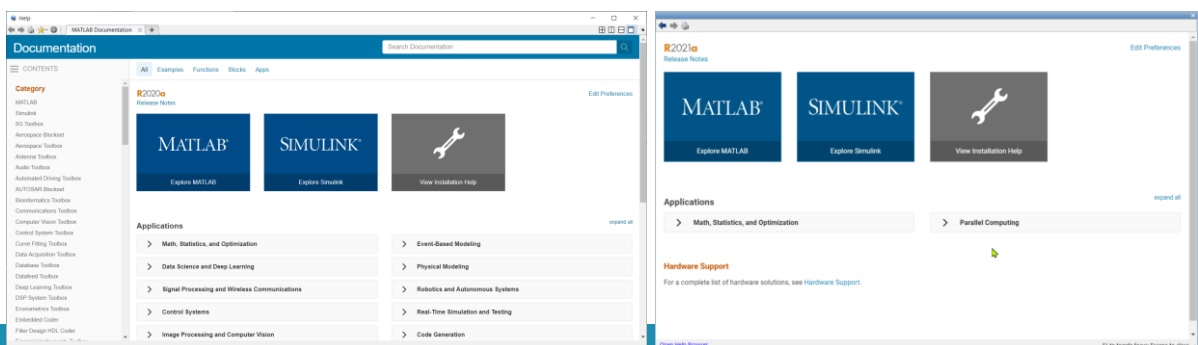 Help
MATLAB Documentation
Documentation
Search Documentation
CONTENTS
All Examples Functions Blocks Apps
Category
MATLAB
Simulink
5G Toolbox
Aerospace Blockset
Aerospace Toolbox
Antenna Toolbox
Audio Toolbox
Automated Driving Toolbox
AUTOSAR Blockset
Bioinformatics Toolbox
Communications Toolbox
Computer Vision Toolbox
Control System Toolbox
Curve Fitting Toolbox
Data Acquisition Toolbox
Database Toolbox
Datafeed Toolbox
Deep Learning Toolbox
DSP System Toolbox
Econometrics Toolbox
Embedded Coder
Filter Design HDL Coder
R2020a
Edit Preferences
Release Notes
MATLAB®
SIMULINK®
Explore MATLAB
Explore Simulink
View Installation Help
Applications
expand all
Math, Statistics, and Optimization
Event-Based Modeling
Data Science and Deep Learning
Physical Modeling
Signal Processing and Wireless Communications
Robotics and Autonomous Systems
Control Systems
Real-Time Simulation and Testing
Image Processing and Computer Vision
Code Generation
R2021a
Edit Preferences
Release Notes
MATLAB®
SIMULINK®
Explore MATLAB
Explore Simulink
View Installation Help
Applications
expand all
Math, Statistics, and Optimization
Parallel Computing
Hardware Support
For a complete list of hardware solutions, see Hardware Support.
Open Help Browser